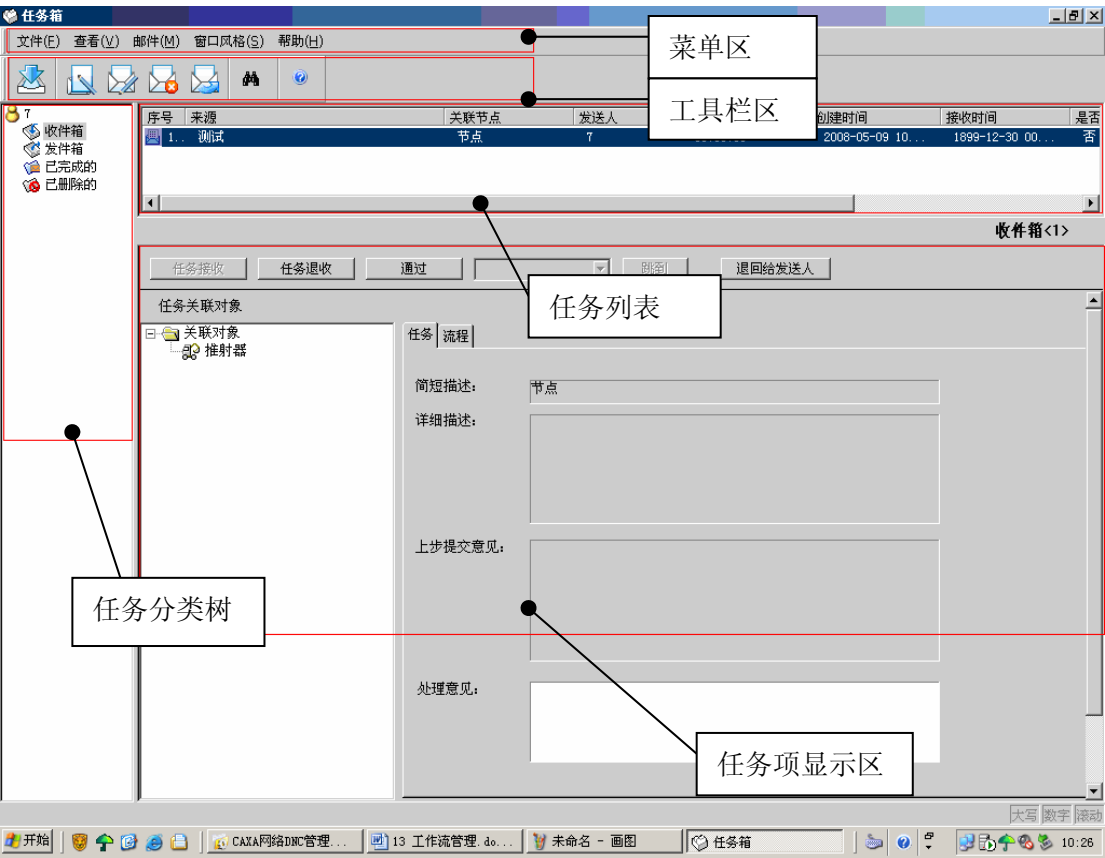 任务箱
文件(F) 查看(V) 邮件(M) 窗口风格(S) 帮助(H)
菜单区
工具栏区
7
收件箱
发件箱
已完成的
已删除的
序号 来源 关联节点 发送人 创建时间 接收时间 是否
1.. 测试 节点 7 2008-05-09 10... 1899-12-30 00... 否
收件箱<1>
任务接收 任务退收 通过 跳到 退回给发送人
任务列表
任务关联对象
关联对象
推射器
任务 流程
简短描述: 节点
详细描述:
上步提交意见:
任务分类树
处理意见:
任务项显示区
大写 数字 滚动
开始 CAXA网络DNC管理... 13 工作流管理.do... 未命名 - 画图 任务箱 10:26